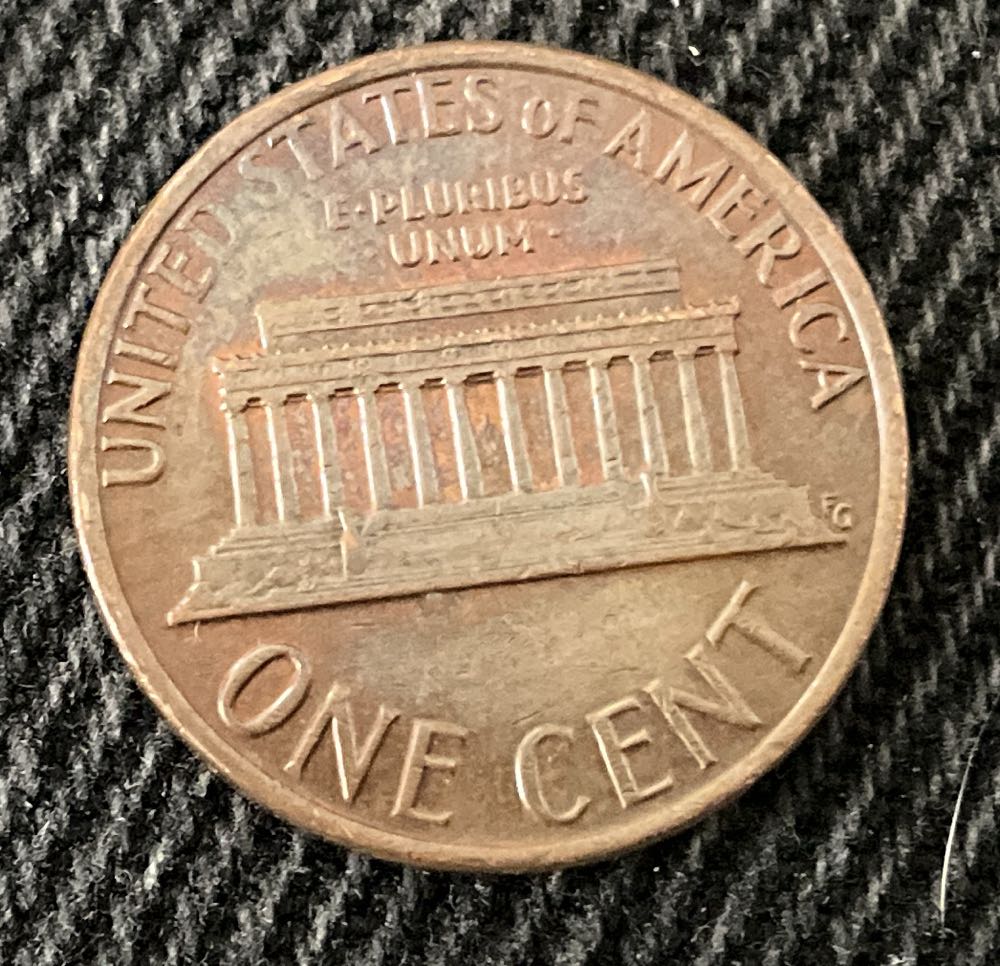 UNITED STATES OF AMERICA
E·PLURIBUS
UNUM·
FG
ONE CENT